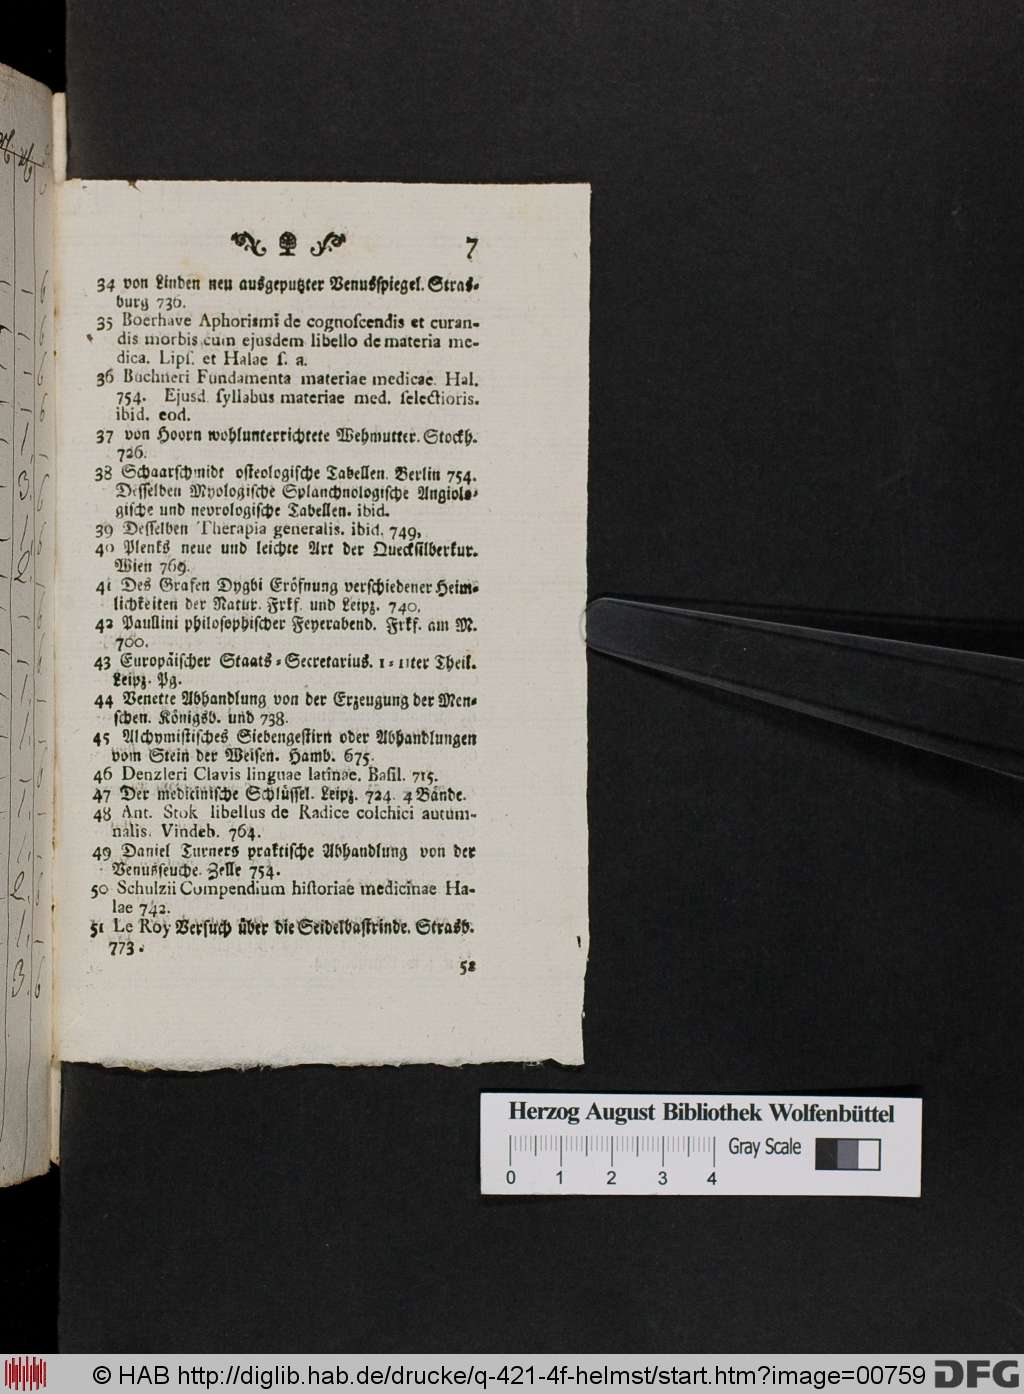 7
34 von Linden neu ausgeputzter Venusspiegel. Stras-
burg 736.
35 Boerhave Aphorismi de cognoſcendis et curan-
dis morbis cum ejusdem libello de materia me-
dica. Lipſ. et Halae ſ. a.
36 Buchneri Fundamenta materiae medicae. Hal.
754. Ejusd. ſyllabus materiae med. ſelectioris.
ibid. eod.
37 von Hoorn wohlunterrichtete Wehmutter. Stockh.
726.
38 Schaarſchmidt oſteologiſche Tabellen. Berlin 754.
Deſſelben Myologiſche Splanchnologiſche Angiolo-
giſche und nevrologiſche Tabellen. ibid.
39 Deſſelben Therapia generalis. ibid. 749.
40 Plenks neue und leichte Art der Queckſilberkur.
Wien 769.
41 Des Grafen Dygbi Eröfnung verſchiedener Heim-
lichkeiten der Natur. Frkf. und Leipz. 740.
42 Paullini philoſophiſcher Feyerabend. Frkf. am M.
700.
43 Europäiſcher Staats-Secretarius. 1-11ter Theil.
Leipz. Pg.
44 Venette Abhandlung von der Erzeugung der Men-
ſchen. Königsb. und 738.
45 Alchymiſtiſches Siebengeſtirn oder Abhandlungen
vom Stein der Weiſen. Hamb. 675.
46 Denzleri Clavis linguae latinae. Baſil. 715.
47 Der mediciniſche Schlüſſel. Leipz. 724. 4 Bände.
48 Ant. Stok libellus de Radice colchici autum-
nalis. Vindeb. 764.
49 Daniel Turners praktiſche Abhandlung von der
Venusſeuche. Zelle 754.
50 Schulzii Compendium hiſtoriae medicinae Ha-
lae 742.
51 Le Roy Verſuch über die Seidelbaſtrinde. Strasb.
773.
52
Herzog August Bibliothek Wolfenbüttel
Gray Scale
0 1 2 3 4
© HAB http://diglib.hab.de/drucke/q-421-4f-helmst/start.htm?image=00759
DFG